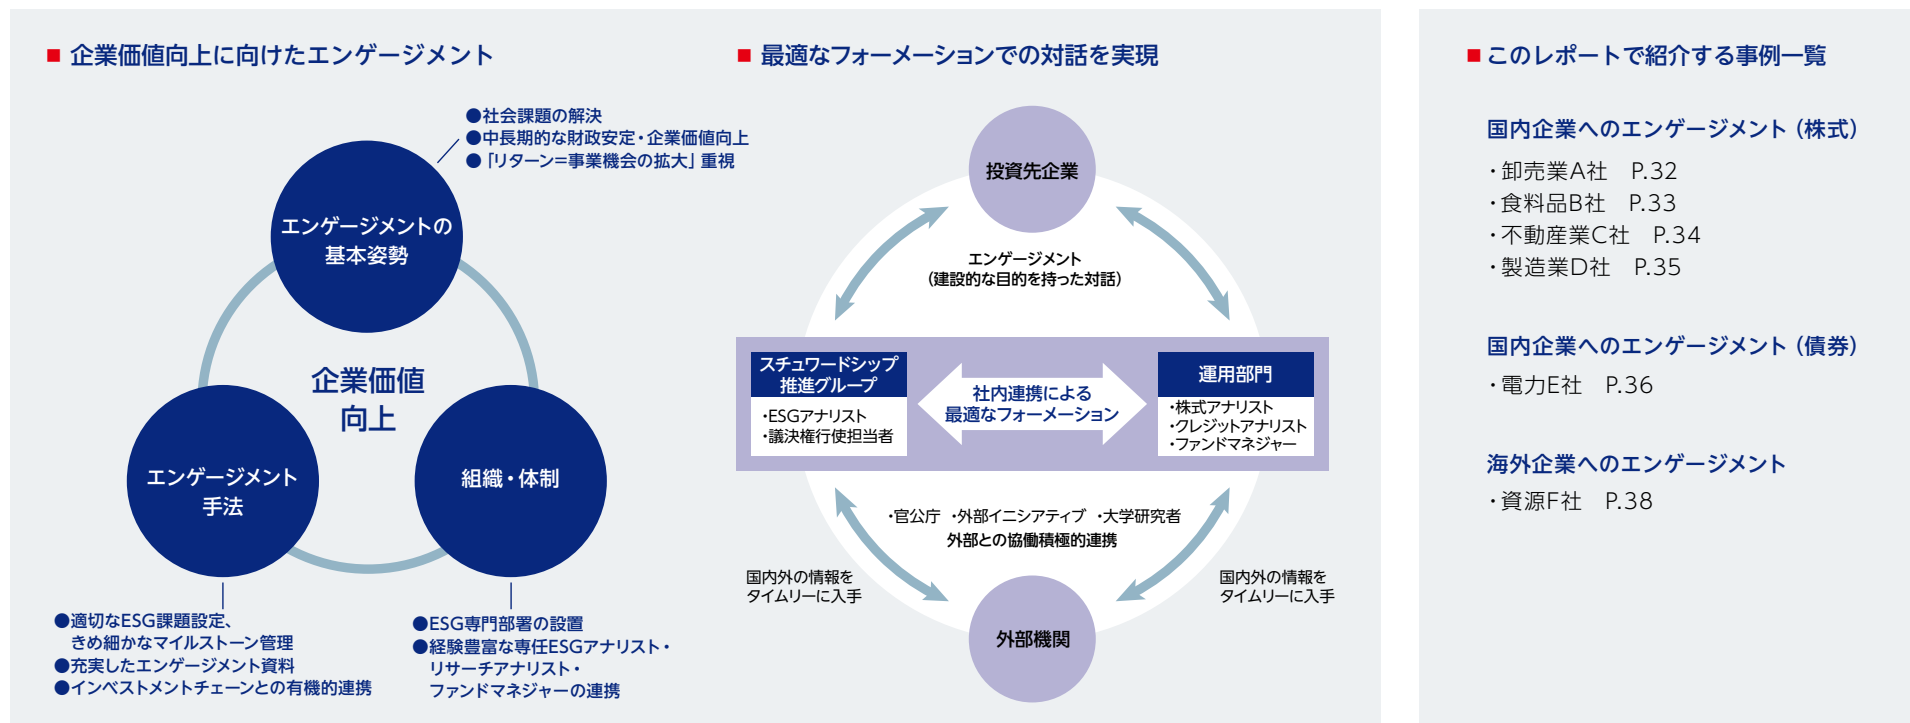 ■ 企業価値向上に向けたエンゲージメント
●社会課題の解決
●中長期的な財政安定・企業価値向上
●「リターン=事業機会の拡大」重視
エンゲージメントの
基本姿勢
企業価値
向上
エンゲージメント
手法
組織・体制
●適切なESG課題設定、
きめ細かなマイルストーン管理
●充実したエンゲージメント資料
●インベストメントチェーンとの有機的連携
●ESG専門部署の設置
●経験豊富な専任ESGアナリスト・
リサーチアナリスト・
ファンドマネジャーの連携
■ 最適なフォーメーションでの対話を実現
投資先企業
エンゲージメント
(建設的な目的を持った対話)
スチュワードシップ
推進グループ
・ESGアナリスト
・議決権行使担当者
社内連携による
最適なフォーメーション
運用部門
・株式アナリスト
・クレジットアナリスト
・ファンドマネジャー
・官公庁 ・外部イニシアティブ ・大学研究者
外部との協働積極的連携
国内外の情報を
タイムリーに入手
国内外の情報を
タイムリーに入手
外部機関
■ このレポートで紹介する事例一覧
国内企業へのエンゲージメント(株式)
・卸売業A社 P.32
・食料品B社 P.33
・不動産業C社 P.34
・製造業D社 P.35
国内企業へのエンゲージメント(債券)
・電力E社 P.36
海外企業へのエンゲージメント
・資源F社 P.38